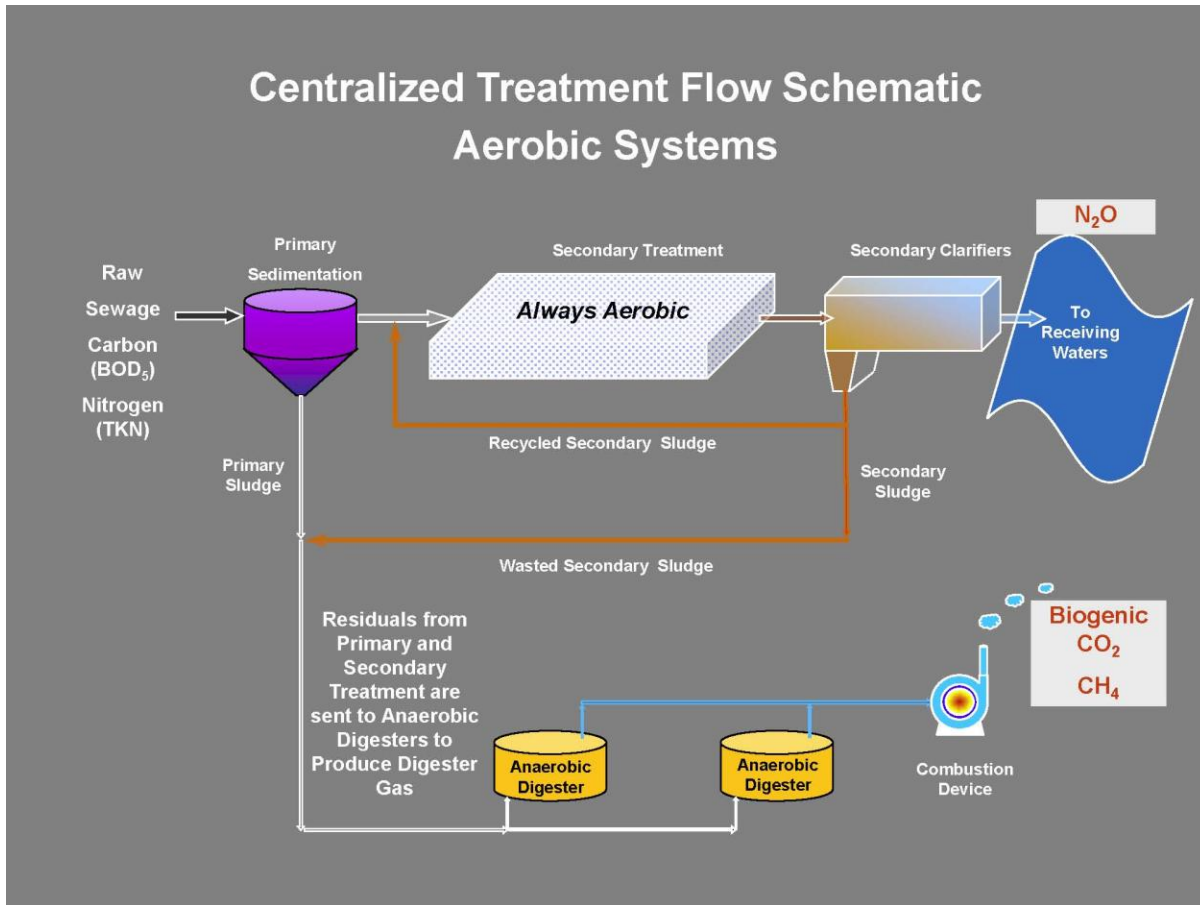 Centralized Treatment Flow Schematic
Aerobic Systems
Raw
Sewage
Carbon
(BOD₅)
Nitrogen
(TKN)
Primary
Sedimentation
Secondary Treatment
Always Aerobic
Secondary Clarifiers
N₂O
To
Receiving
Waters
Recycled Secondary Sludge
Primary
Sludge
Secondary
Sludge
Wasted Secondary Sludge
Residuals from
Primary and
Secondary
Treatment are
sent to Anaerobic
Digesters to
Produce Digester
Gas
Anaerobic
Digester
Anaerobic
Digester
Combustion
Device
Biogenic
CO₂
CH₄